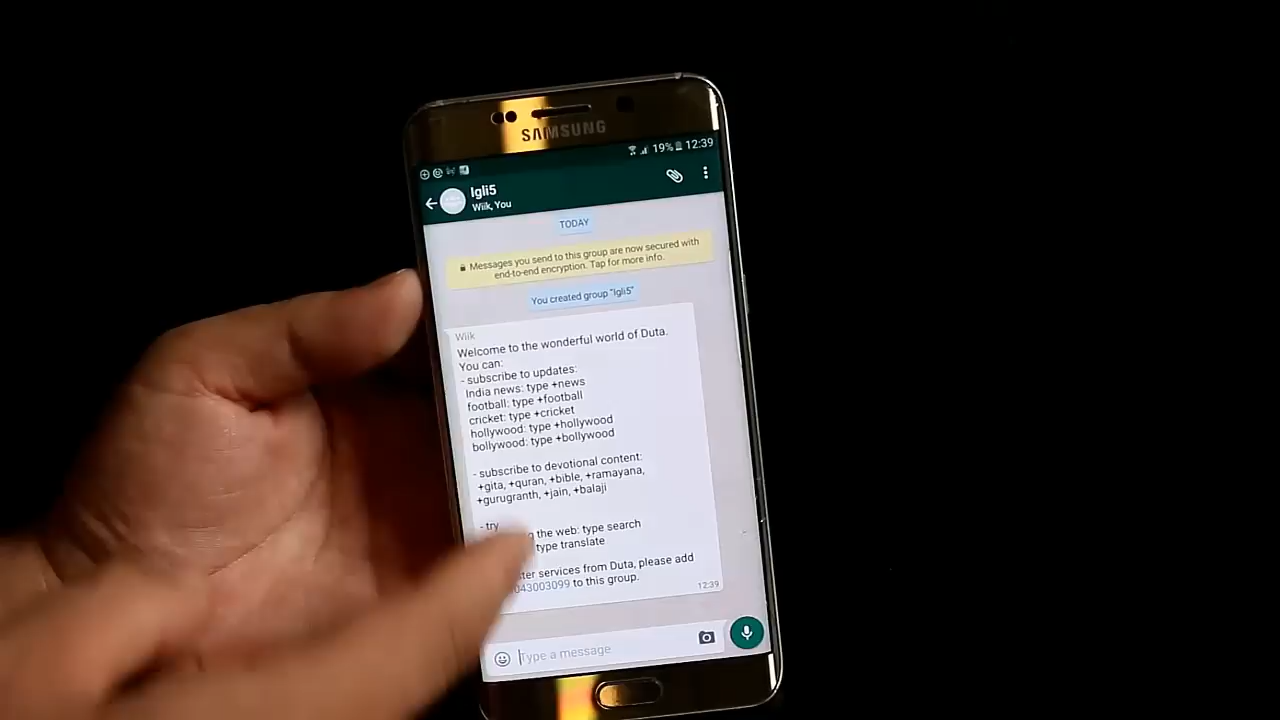 SAMSUNG
19% 12:39
Igli5
Wiik, You
TODAY
Messages you send to this group are now secured with
end-to-end encryption. Tap for more info.
You created group "Igli5"
Wiik
Welcome to the wonderful world of Duta.
You can:
- subscribe to updates:
India news: type +news
football: type +football
cricket: type +cricket
hollywood: type +hollywood
bollywood: type +bollywood
- subscribe to devotional content:
+gita, +quran, +bible, +ramayana,
+gurugranth, +jain, +balaji
- try
the web: type search
type translate
services from Duta, please add
043003099 to this group.
12:39
Type a message